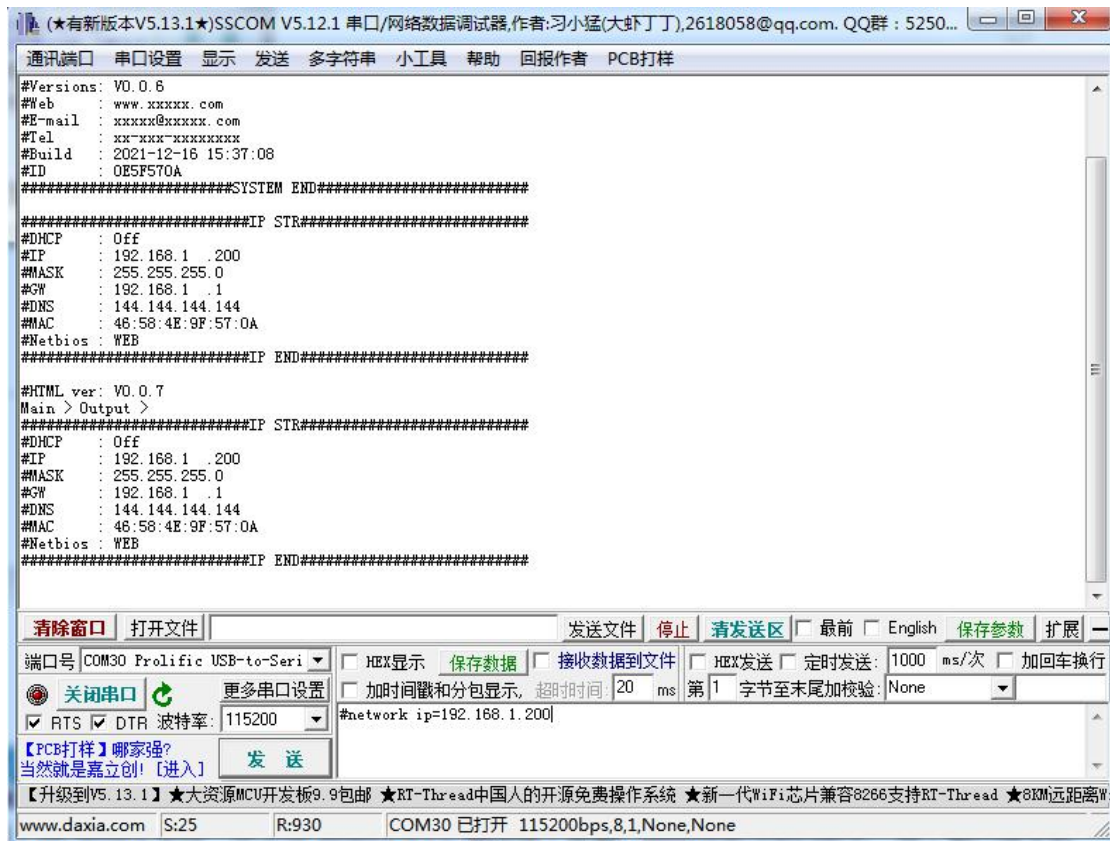 (★有新版本V5.13.1★)SSCOM V5.12.1 串口/网络数据调试器,作者:习小猛(大虾丁丁),2618058@qq.com. QQ群：5250...
通讯端口 串口设置 显示 发送 多字符串 小工具 帮助 回报作者 PCB打样
#Versions: V0.0.6
#Web     : www.xxxxx.com
#E-mail  : xxxxx@xxxxx.com
#Tel     : xx-xxx-xxxxxxxx
#Build   : 2021-12-16 15:37:08
#ID      : 0E5F570A
#########################SYSTEM END#########################

###########################IP STR###########################
#DHCP    : Off
#IP      : 192.168.1  .200
#MASK    : 255.255.255.0
#GW      : 192.168.1  .1
#DNS     : 144.144.144.144
#MAC     : 46:58:4E:9F:57:0A
#Netbios : WEB
###########################IP END###########################

#HTML ver: V0.0.7
Main > Output >
###########################IP STR###########################
#DHCP    : Off
#IP      : 192.168.1  .200
#MASK    : 255.255.255.0
#GW      : 192.168.1  .1
#DNS     : 144.144.144.144
#MAC     : 46:58:4E:9F:57:0A
#Netbios : WEB
###########################IP END###########################
清除窗口 打开文件 发送文件 停止 清发送区 最前 English 保存参数 扩展 —
端口号 COM30 Prolific USB-to-Seri HEX显示 保存数据 接收数据到文件 HEX发送 定时发送: 1000 ms/次 加回车换行
关闭串口 更多串口设置 加时间戳和分包显示, 超时时间: 20 ms 第 1 字节至末尾加校验: None
RTS DTR 波特率: 115200 #network ip=192.168.1.200
【PCB打样】哪家强?
当然就是嘉立创! [进入] 发 送
【升级到V5.13.1】★大资源MCU开发板9.9包邮 ★RT-Thread中国人的开源免费操作系统 ★新一代WiFi芯片兼容8266支持RT-Thread ★8KM远距离W
www.daxia.com S:25 R:930 COM30 已打开 115200bps,8,1,None,None